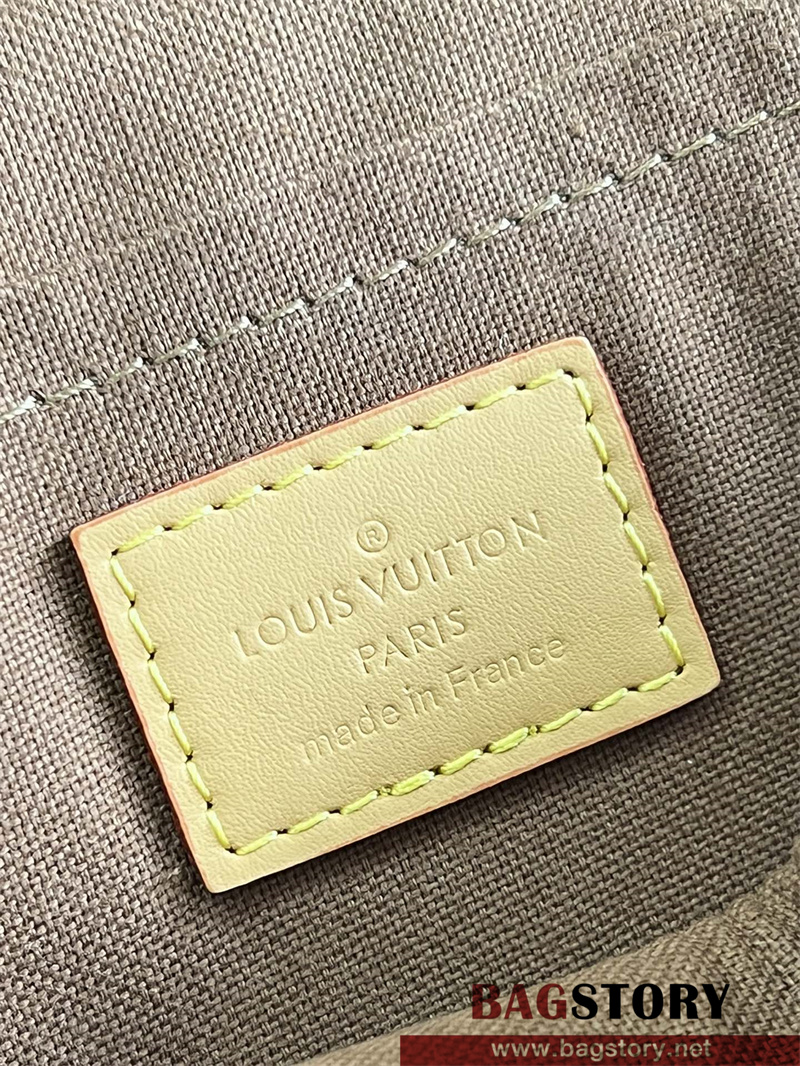 ®
LOUIS VUITTON
PARIS
made in France
BAGSTORY
www.bagstory.net